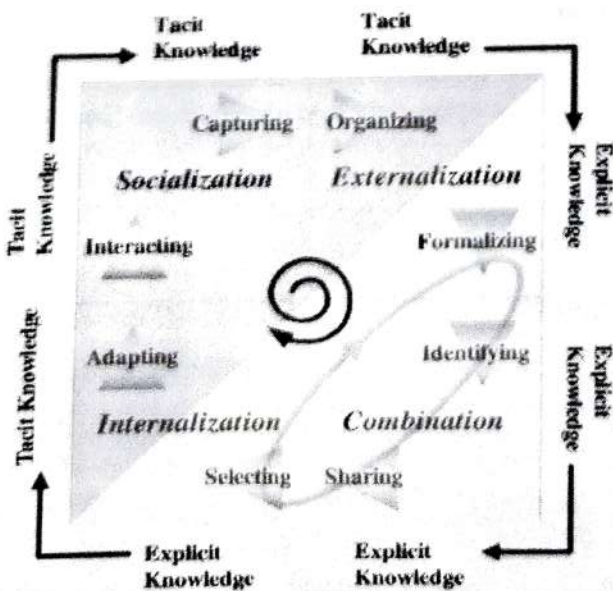 Tacit
Knowledge
Tacit
Knowledge
Capturing
Organizing
Socialization
Externalization
Tacit
Knowledge
Explicit
Knowledge
Interacting
Formalizing
Adapting
Identifying
Tacit Knowledge
Explicit
Knowledge
Internalization
Combination
Selecting
Sharing
Explicit
Knowledge
Explicit
Knowledge